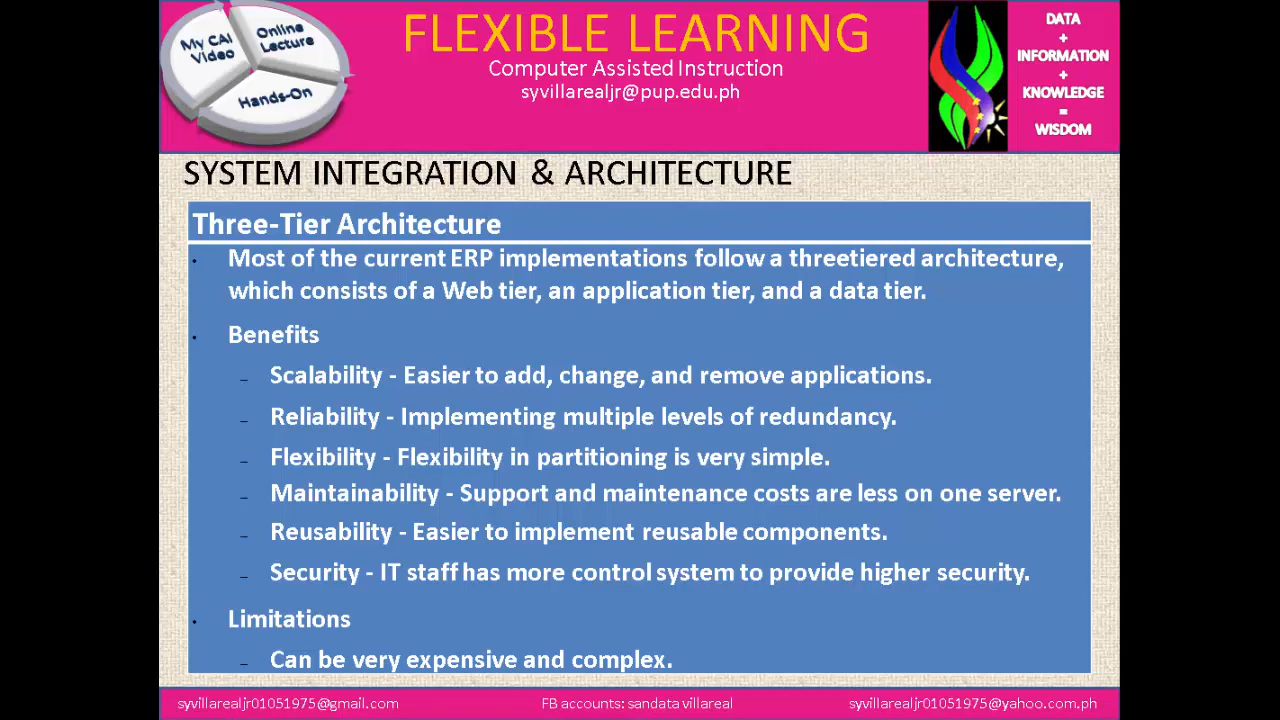 My CAI
Video
Online
Lecture
Hands-On
FLEXIBLE LEARNING
Computer Assisted Instruction
syvillarealjr@pup.edu.ph
DATA
+
INFORMATION
+
KNOWLEDGE
=
WISDOM
SYSTEM INTEGRATION & ARCHITECTURE
Three-Tier Architecture
• Most of the current ERP implementations follow a threetiered architecture,
which consists of a Web tier, an application tier, and a data tier.
• Benefits
– Scalability - Easier to add, change, and remove applications.
– Reliability - Implementing multiple levels of redundancy.
– Flexibility - Flexibility in partitioning is very simple.
– Maintainability - Support and maintenance costs are less on one server.
– Reusability - Easier to implement reusable components.
– Security - IT staff has more control system to provide higher security.
• Limitations
– Can be very expensive and complex.
syvillarealjr01051975@gmail.com
FB accounts: sandata villareal
syvillarealjr01051975@yahoo.com.ph